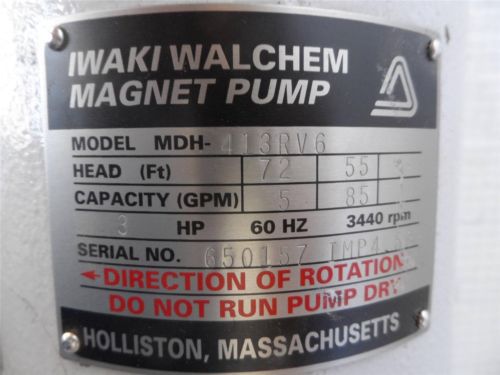 IWAKI WALCHEM
MAGNET PUMP
MODEL MDH-413RV6
HEAD (Ft) 72 55
CAPACITY (GPM) 5 85
3 HP 60 HZ 3440 rpm
SERIAL NO. 650157
DIRECTION OF ROTATION
DO NOT RUN PUMP DRY
HOLLISTON, MASSACHUSETTS